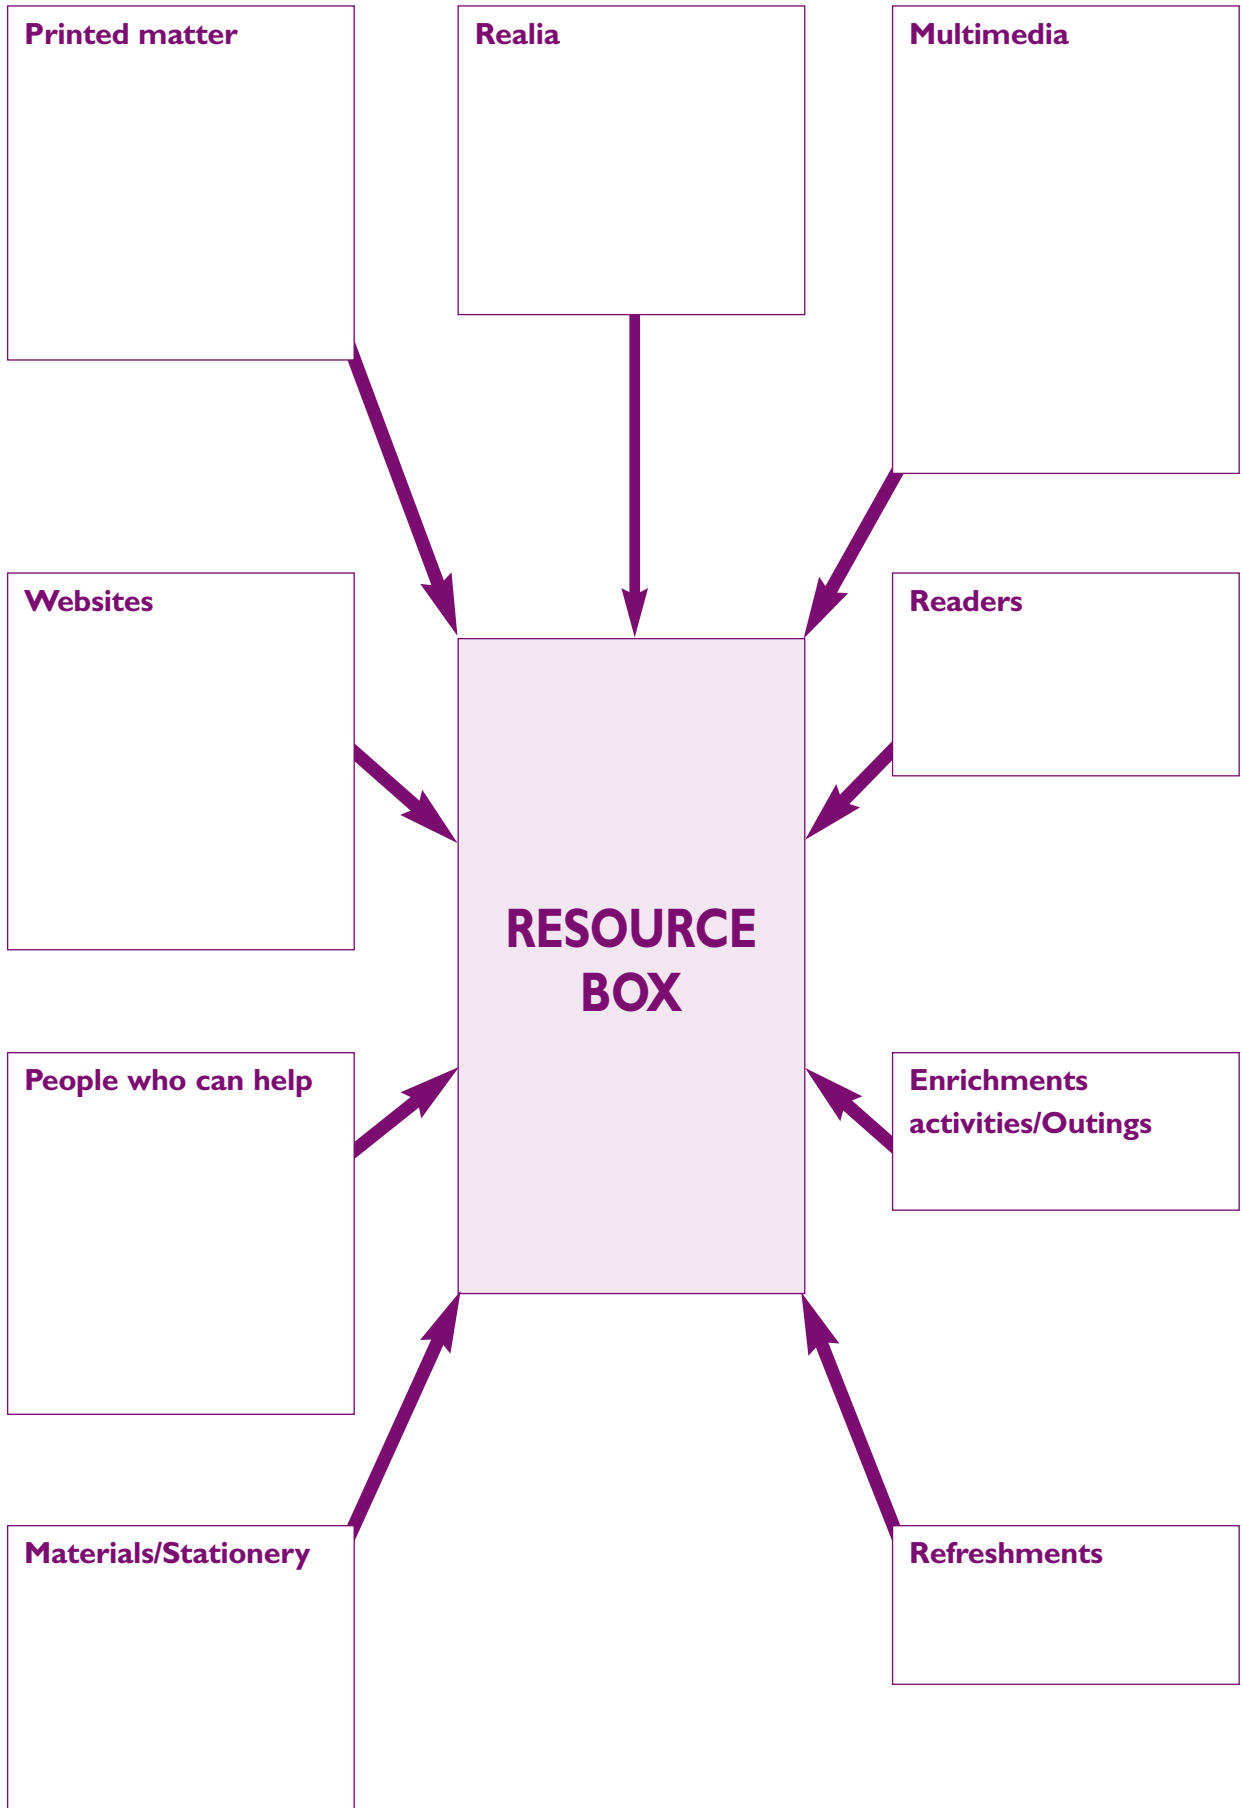 Printed matter
Realia
Multimedia
Websites
Readers
RESOURCE
BOX
People who can help
Enrichments
activities/Outings
Materials/Stationery
Refreshments